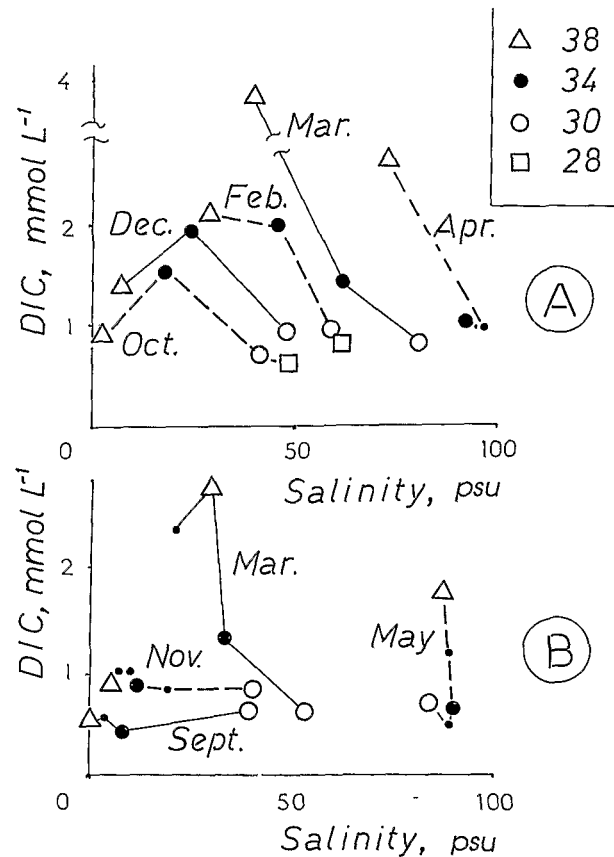 △ 38
● 34
○ 30
□ 28
DIC, mmol L⁻¹
4
2
1
0
Mar.
Feb.
Dec.
Oct.
Apr.
A
50
100
Salinity, psu
DIC, mmol L⁻¹
2
1
0
Mar.
Nov.
Sept.
May
B
50
100
Salinity, psu